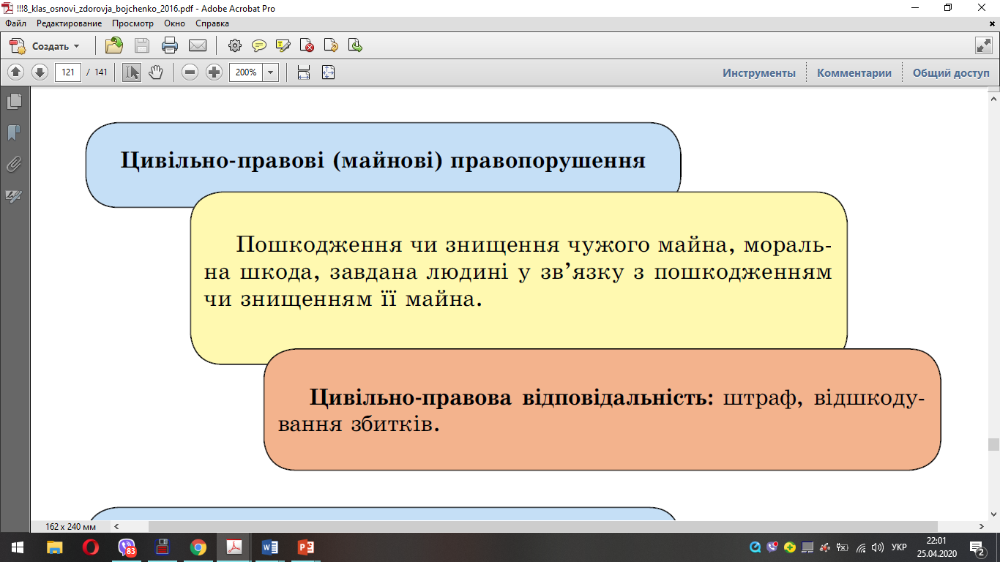 !!!8_klas_osnovi_zdorovja_bojchenko_2016.pdf - Adobe Acrobat Pro
Файл Редактирование Просмотр Окно Справка
Создать
121 / 141 200% Инструменты Комментарии Общий доступ
Цивільно-правові (майнові) правопорушення
Пошкодження чи знищення чужого майна, мораль-
на шкода, завдана людині у зв’язку з пошкодженням
чи знищенням її майна.
Цивільно-правова відповідальність: штраф, відшкоду-
вання збитків.
162 x 240 мм
83
УКР
22:01
25.04.2020
2